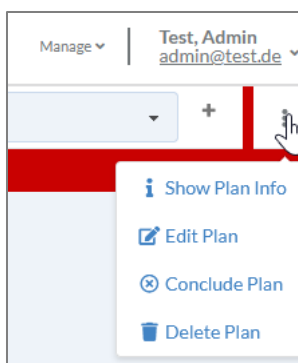 Manage
Test, Admin
admin@test.de
+
Show Plan Info
Edit Plan
Conclude Plan
Delete Plan